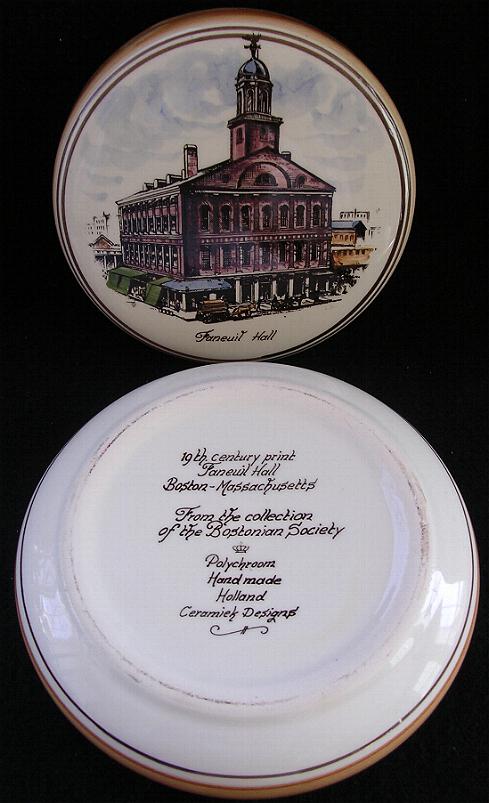 Faneuil Hall
19th century print
Faneuil Hall
Boston-Massachusetts
From the collection
of the Bostonian Society
Polychroom
Hand made
Holland
Ceramiek Designs